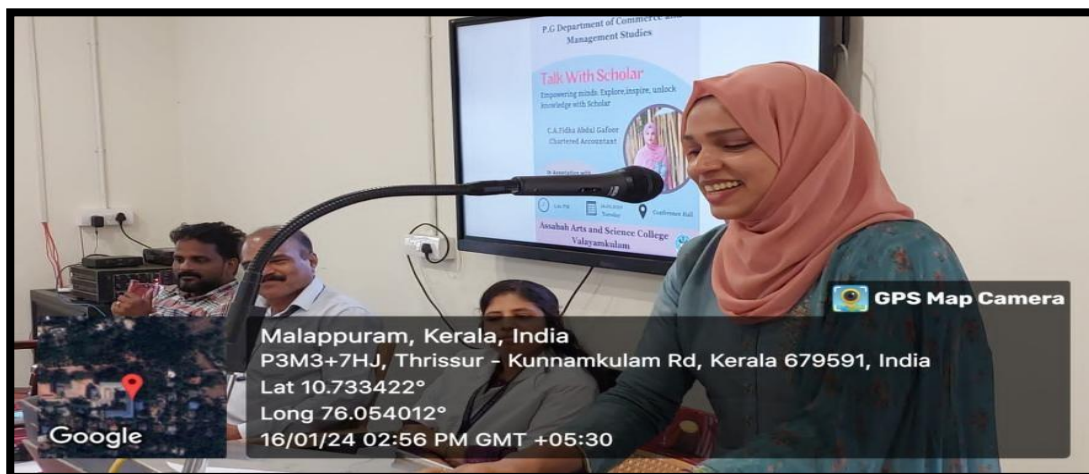 P.G Department of Commerce and
Management Studies
Talk With Scholar
Empowering minds: Explore,inspire, unlock
knowledge with Scholar
C.A.Fidha Abdul Gafoor
Chartered Accountant
In Association with
Tuesday
Conference Hall
Assabah Arts and Science College
Valayamkulam
GPS Map Camera
Malappuram, Kerala, India
P3M3+7HJ, Thrissur - Kunnamkulam Rd, Kerala 679591, India
Lat 10.733422°
Long 76.054012°
16/01/24 02:56 PM GMT +05:30
Google